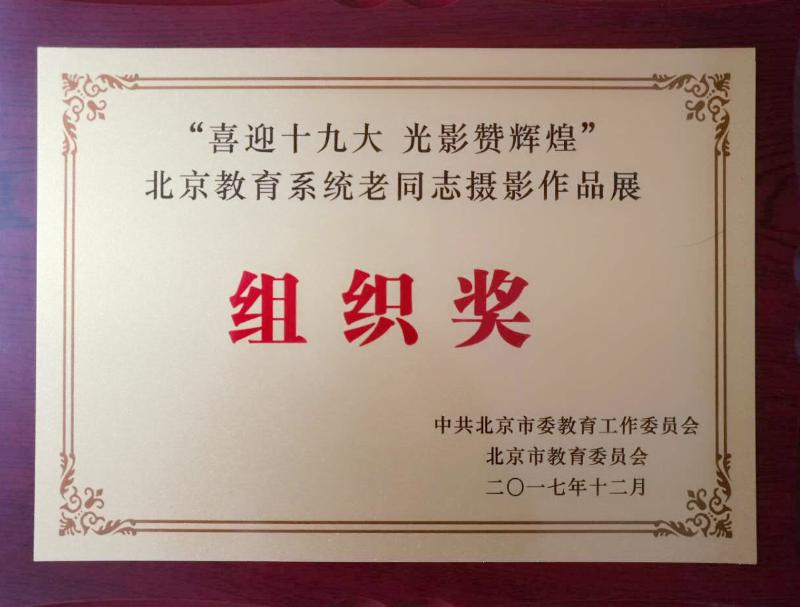 “喜迎十九大 光影赞辉煌”
北京教育系统老同志摄影作品展
组织奖
中共北京市委教育工作委员会
北京市教育委员会
二〇一七年十二月